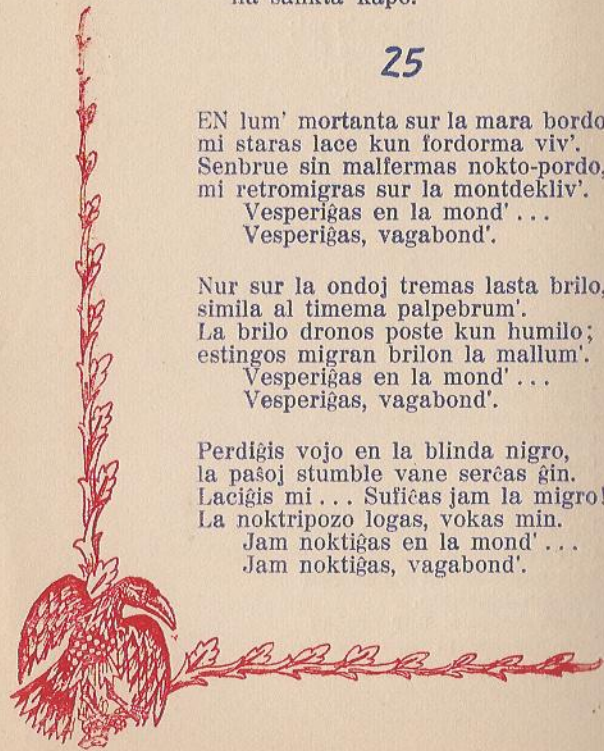 na sankta kapo.
25
EN lum' mortanta sur la mara bordo
mi staras lace kun fordorma viv'.
Senbrue sin malfermas nokto-pordo,
mi retromigras sur la montdekliv'.
Vesperiĝas en la mond' ...
Vesperiĝas, vagabond'.
Nur sur la ondoj tremas lasta brilo,
simila al timema palpebrum'.
La brilo dronos poste kun humilo;
estingos migran brilon la mallum'.
Vesperiĝas en la mond' ...
Vesperiĝas, vagabond'.
Perdiĝis vojo en la blinda nigro,
la paŝoj stumble vane serĉas ĝin.
Laciĝis mi ... Sufiĉas jam la migro!
La noktripozo logas, vokas min.
Jam noktiĝas en la mond' ...
Jam noktiĝas, vagabond'.